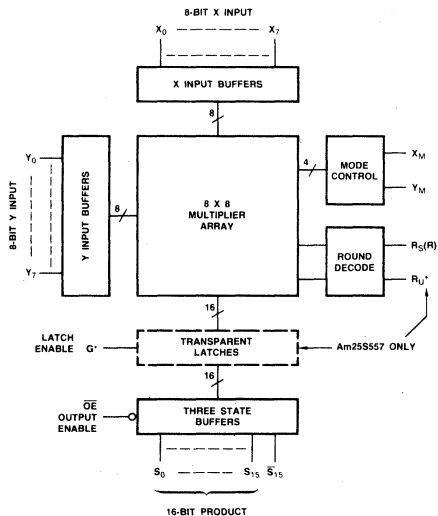 8-BIT X INPUT
X0 X7
X INPUT BUFFERS
8
8-BIT Y INPUT
Y0
Y7
Y INPUT BUFFERS
8
8 X 8
MULTIPLIER
ARRAY
4
MODE
CONTROL
XM
YM
ROUND
DECODE
RS(R)
RU*
16
LATCH
ENABLE G*
TRANSPARENT
LATCHES
Am25S557 ONLY
16
OE
OUTPUT
ENABLE
THREE STATE
BUFFERS
S0 S15 S̅15
16-BIT PRODUCT